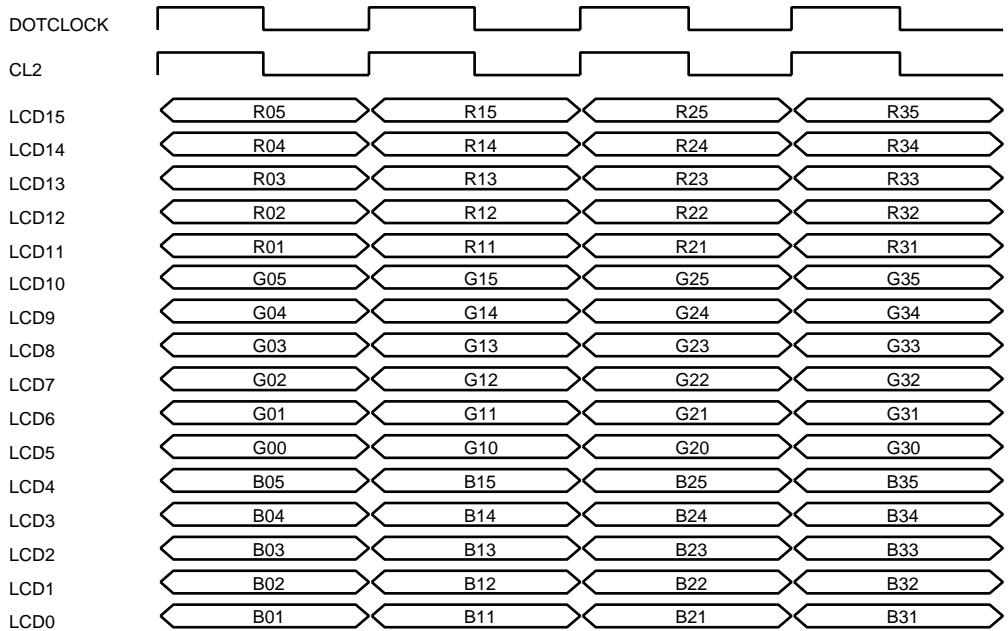 DOTCLOCK
CL2
LCD15 R05 R15 R25 R35
LCD14 R04 R14 R24 R34
LCD13 R03 R13 R23 R33
LCD12 R02 R12 R22 R32
LCD11 R01 R11 R21 R31
LCD10 G05 G15 G25 G35
LCD9 G04 G14 G24 G34
LCD8 G03 G13 G23 G33
LCD7 G02 G12 G22 G32
LCD6 G01 G11 G21 G31
LCD5 G00 G10 G20 G30
LCD4 B05 B15 B25 B35
LCD3 B04 B14 B24 B34
LCD2 B03 B13 B23 B33
LCD1 B02 B12 B22 B32
LCD0 B01 B11 B21 B31